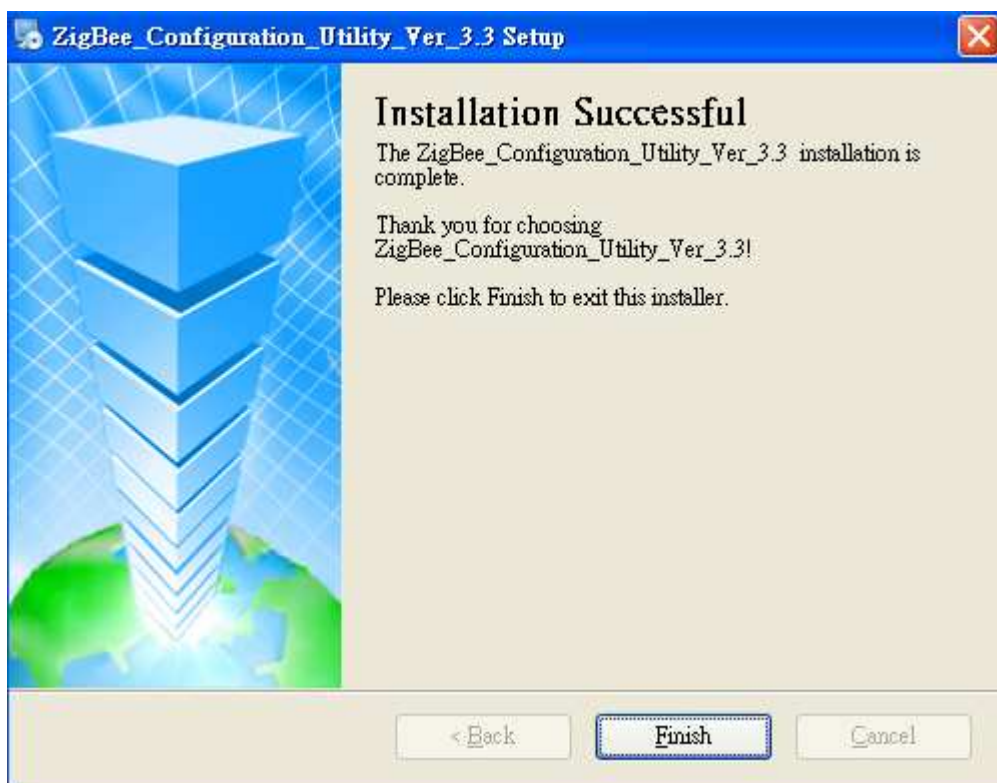 ZigBee_Configuration_Utility_Ver_3.3 Setup
Installation Successful
The ZigBee_Configuration_Utility_Ver_3.3 installation is
complete.
Thank you for choosing
ZigBee_Configuration_Utility_Ver_3.3!
Please click Finish to exit this installer.
< Back
Finish
Cancel